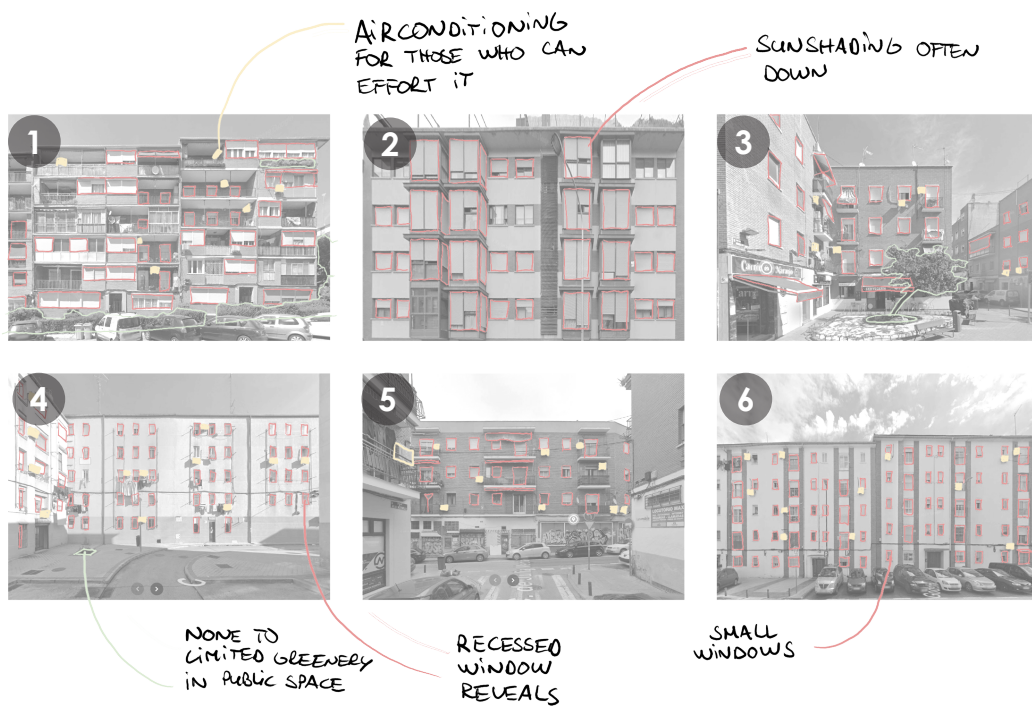 AIRCONDITIONING
FOR THOSE WHO CAN
EFFORT IT
SUNSHADING OFTEN
DOWN
1
2
3
4
5
6
NONE TO
LIMITED GREENERY
IN PUBLIC SPACE
RECESSED
WINDOW
REVEALS
SMALL
WINDOWS